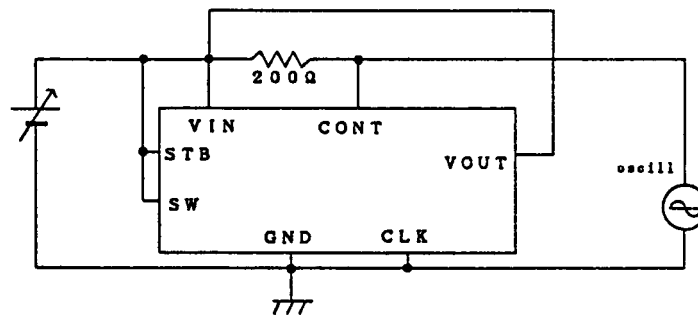 200Ω
VIN CONT
STB
VOUT
oscill
SW
GND CLK